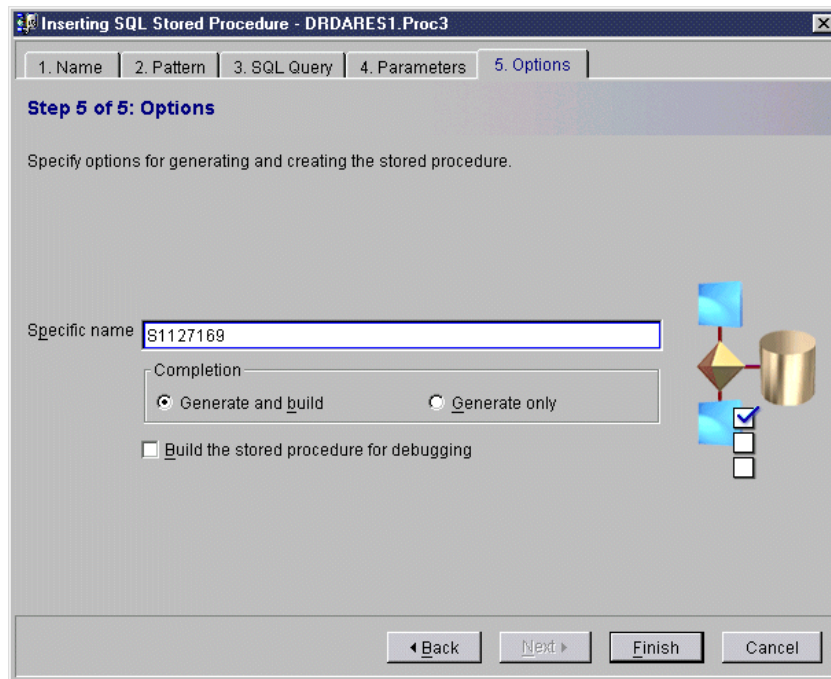 Inserting SQL Stored Procedure - DRDARES1.Proc3
1. Name 2. Pattern 3. SQL Query 4. Parameters 5. Options
Step 5 of 5: Options
Specify options for generating and creating the stored procedure.
Specific name S1127169
Completion
Generate and build Generate only
Build the stored procedure for debugging
Back Next Finish Cancel